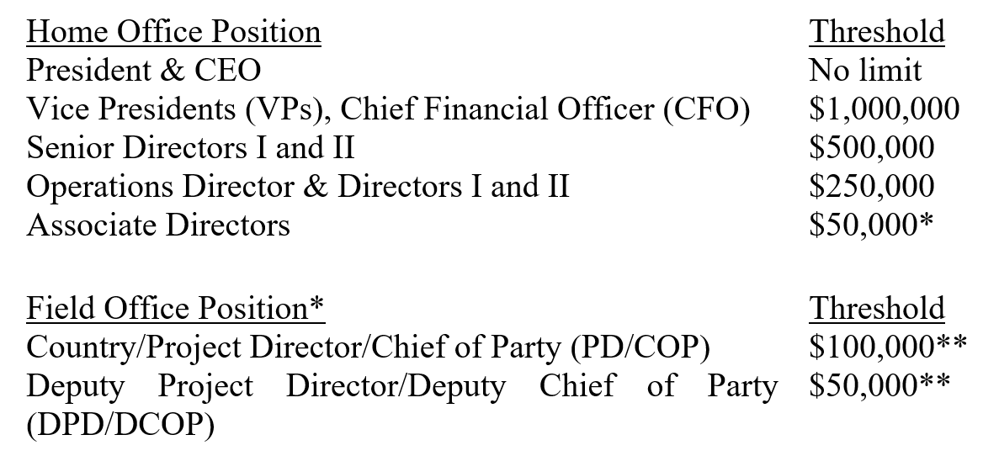 Home Office Position Threshold
President & CEO No limit
Vice Presidents (VPs), Chief Financial Officer (CFO) $1,000,000
Senior Directors I and II $500,000
Operations Director & Directors I and II $250,000
Associate Directors $50,000*
Field Office Position* Threshold
Country/Project Director/Chief of Party (PD/COP) $100,000**
Deputy Project Director/Deputy Chief of Party $50,000**
(DPD/DCOP)